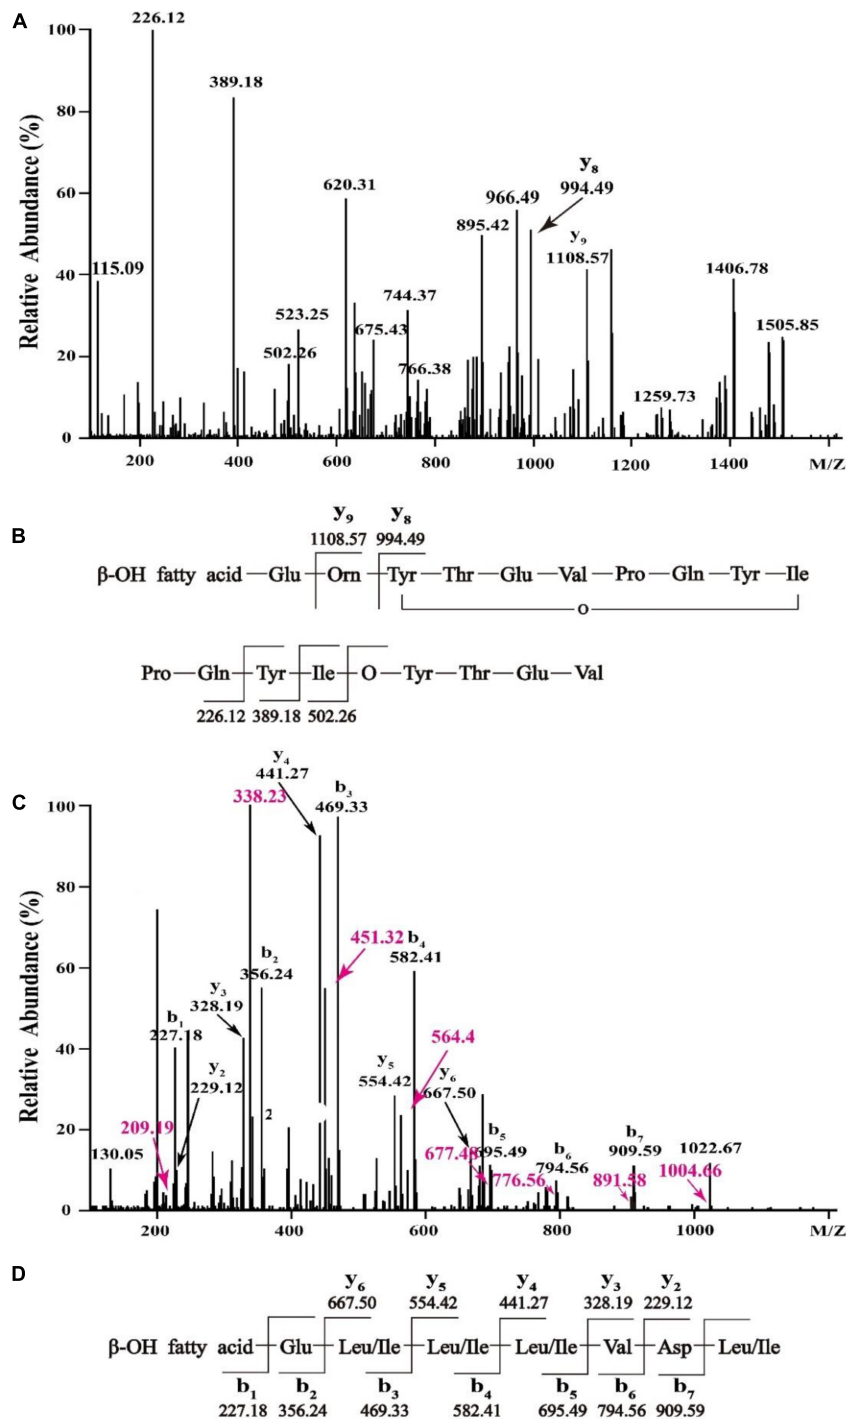 A
226.12
100
389.18
80
Relative Abundance (%)
y8
994.49
620.31
966.49
60
895.42
y9
1108.57
1406.78
115.09
744.37
40
1505.85
523.25
675.43
502.26
766.38
20
1259.73
0
200 400 600 800 1000 1200 1400 M/Z
B
y9 y8
1108.57 994.49
β-OH fatty acid Glu Orn Tyr Thr Glu Val Pro Gln Tyr Ile
O
Pro Gln Tyr Ile O Tyr Thr Glu Val
226.12 389.18 502.26
y4
441.27
C
338.23
b3
469.33
100
80
Relative Abundance (%)
451.32
b4
582.41
b2
356.24
60
y3
328.19
b1
227.18
564.4
40
y2
229.12
y5
554.42
y6
667.50
2
209.19
20
b5
695.49
b7
909.59
130.05
677.48
b6
794.56
1022.67
776.56
891.58
1004.66
0
200 400 600 800 1000 M/Z
D
y6 y5 y4 y3 y2
667.50 554.42 441.27 328.19 229.12
β-OH fatty acid Glu Leu/Ile Leu/Ile Leu/Ile Val Asp Leu/Ile
b1 b2 b3 b4 b5 b6 b7
227.18 356.24 469.33 582.41 695.49 794.56 909.59